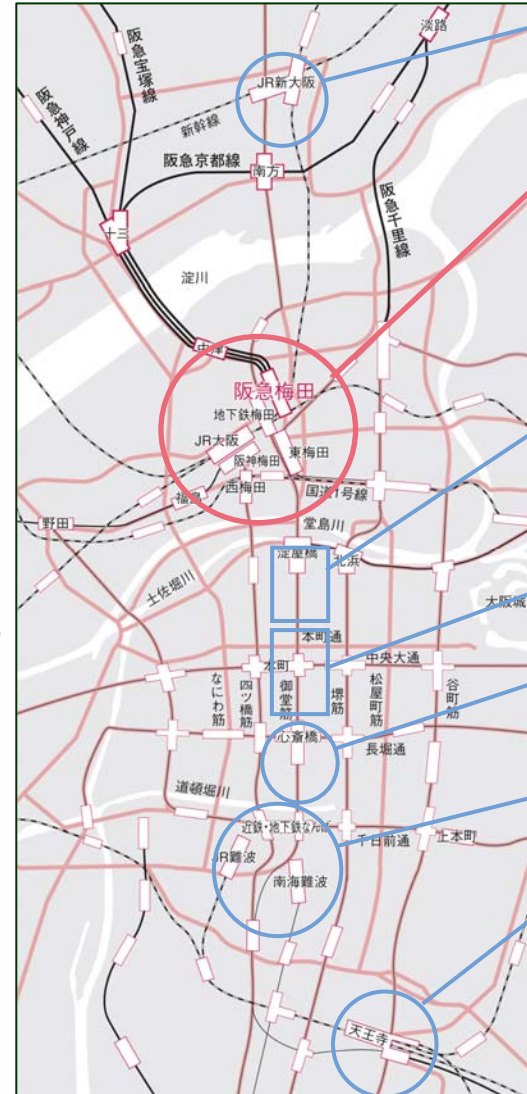 淡路
阪急宝塚線
JR新大阪
阪急神戸線
新幹線
阪急京都線
南方
阪急千里線
十三
淀川
中津
阪急梅田
地下鉄梅田
JR大阪
東梅田
阪神梅田
西梅田
国道1号線
福島
野田
堂島川
淀屋橋
北浜
土佐堀川
大阪城
本町通
本町
中央大通
なにわ筋
四ツ橋筋
御堂筋
堺筋
松屋町筋
谷町筋
心斎橋
長堀通
道頓堀川
近鉄・地下鉄なんば
千日前通
上本町
JR難波
南海難波
天王寺